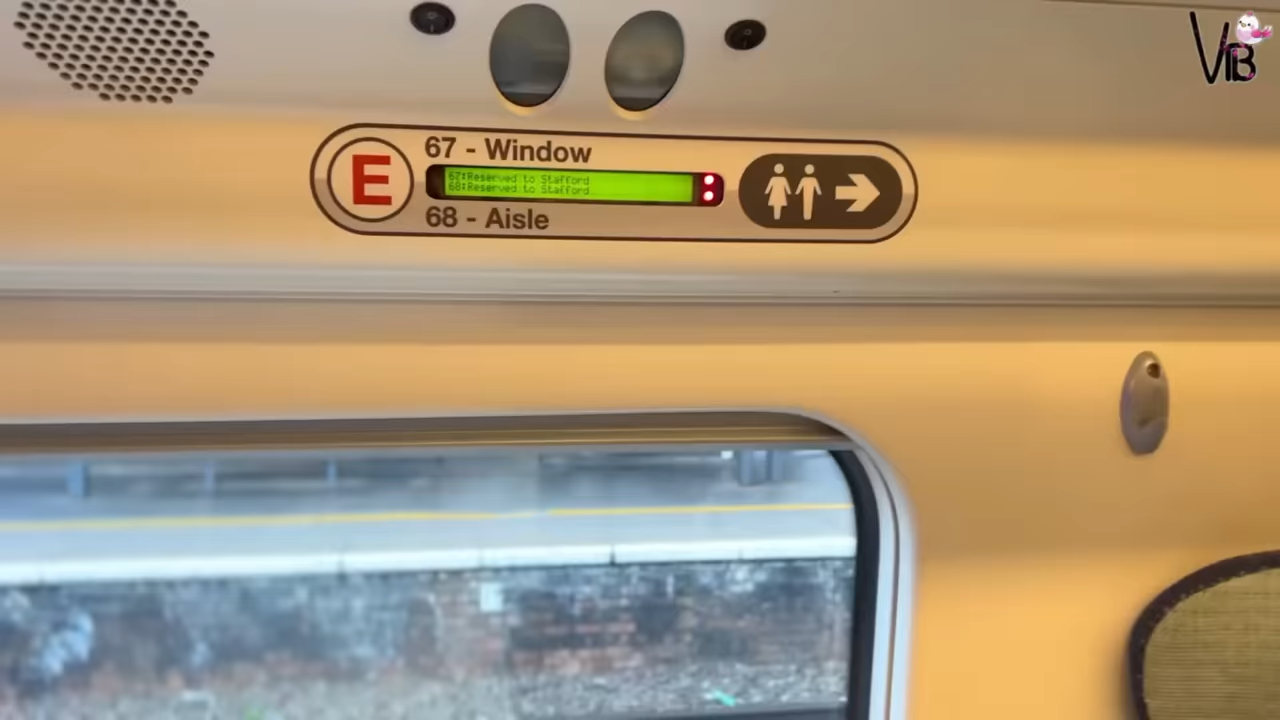 VIB
E
67 - Window
67:Reserved to Stafford
68:Reserved to Stafford
68 - Aisle